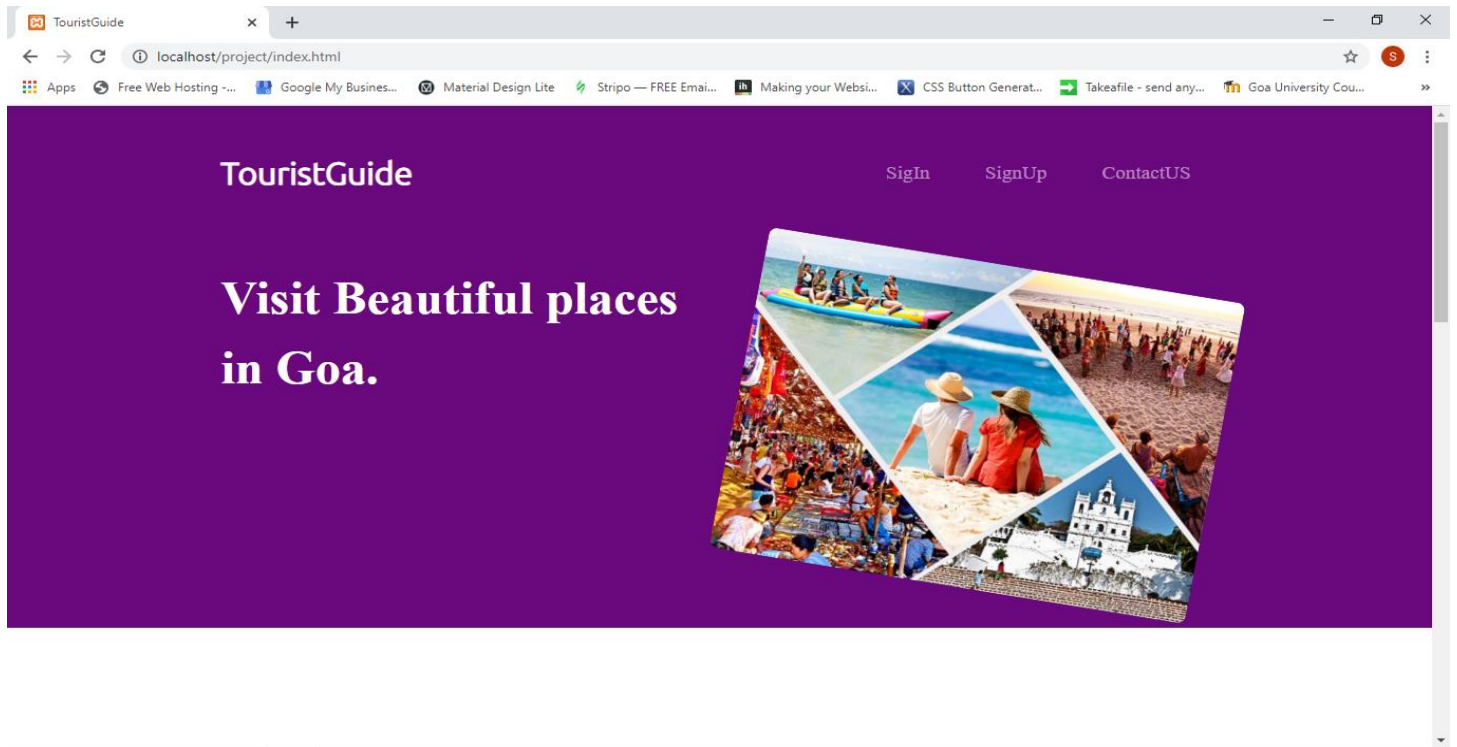 TouristGuide
localhost/project/index.html
S
Apps Free Web Hosting -... Google My Busines... Material Design Lite Stripo — FREE Emai... ih Making your Websi... X CSS Button Generat... Takeafile - send any... Goa University Cou... »
TouristGuide SigIn SignUp ContactUS
Visit Beautiful places
in Goa.